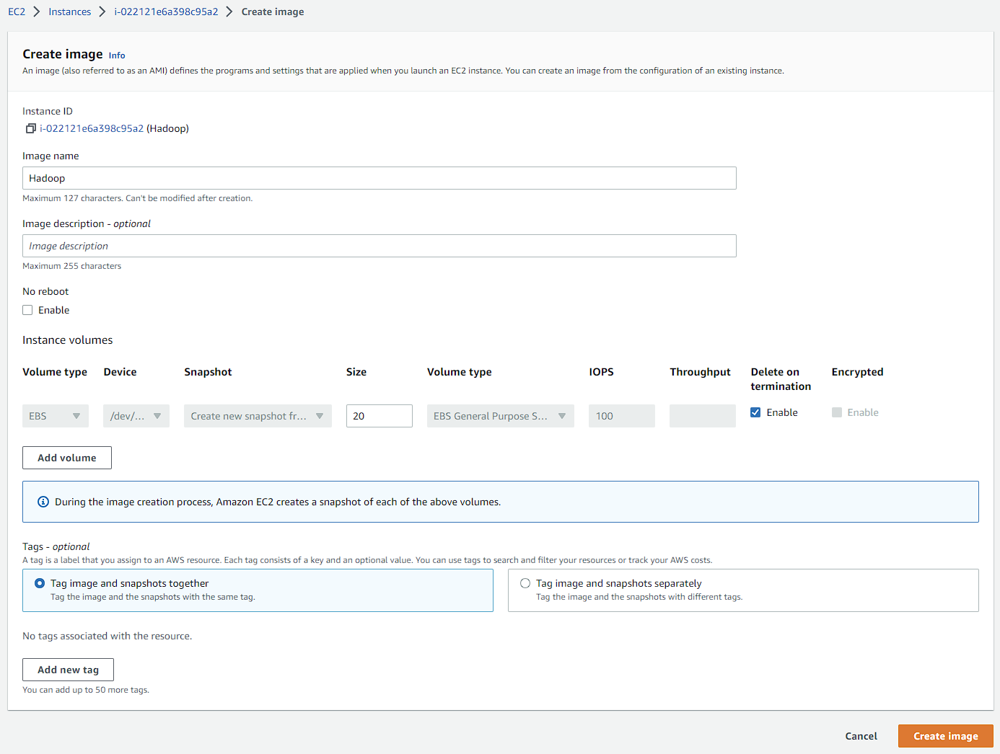 EC2 > Instances > i-022121e6a398c95a2 > Create image
Create image Info
An image (also referred to as an AMI) defines the programs and settings that are applied when you launch an EC2 instance. You can create an image from the configuration of an existing instance.
Instance ID
i-022121e6a398c95a2 (Hadoop)
Image name
Hadoop
Maximum 127 characters. Can't be modified after creation.
Image description - optional
Image description
Maximum 255 characters
No reboot
Enable
Instance volumes
Volume type Device Snapshot Size Volume type IOPS Throughput Delete on termination Encrypted
EBS /dev/... Create new snapshot fr... 20 EBS General Purpose S... 100 Enable Enable
Add volume
During the image creation process, Amazon EC2 creates a snapshot of each of the above volumes.
Tags - optional
A tag is a label that you assign to an AWS resource. Each tag consists of a key and an optional value. You can use tags to search and filter your resources or track your AWS costs.
Tag image and snapshots together
Tag the image and the snapshots with the same tag.
Tag image and snapshots separately
Tag the image and the snapshots with different tags.
No tags associated with the resource.
Add new tag
You can add up to 50 more tags.
Cancel Create image